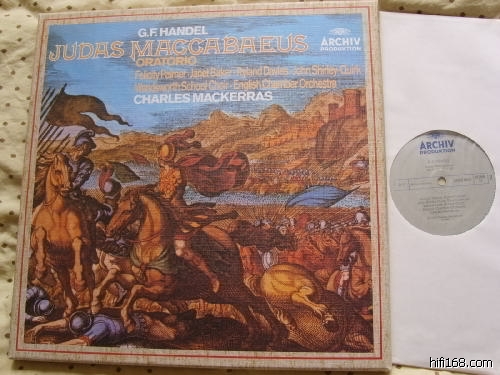 G.F. HANDEL
JUDAS MACCABAEUS
ORATORIO
Felicity Palmer · Janet Baker · Ryland Davies · John Shirley-Quirk
Wandsworth School Choir · English Chamber Orchestra
CHARLES MACKERRAS
ARCHIV
PRODUKTION
ARCHIV
PRODUKTION
hifi168.com